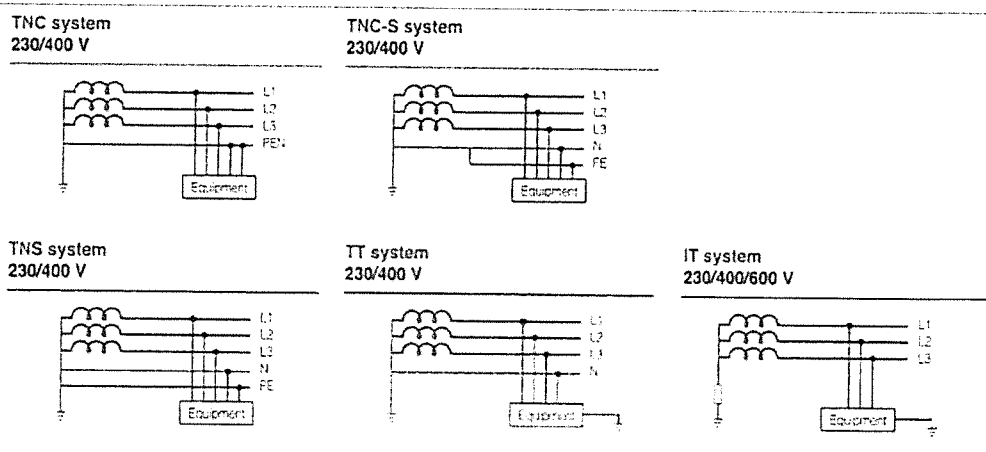 TNC system
230/400 V
L1
L2
L3
PEN
Equipment
TNC-S system
230/400 V
L1
L2
L3
N
PE
Equipment
TNS system
230/400 V
L1
L2
L3
N
PE
Equipment
TT system
230/400 V
L1
L2
L3
N
Equipment
IT system
230/400/600 V
L1
L2
L3
Equipment